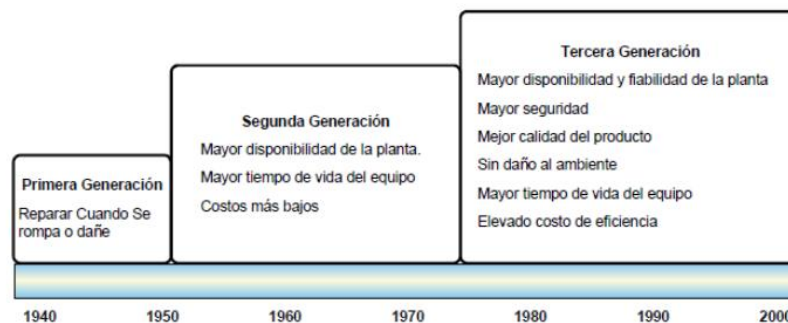 Primera Generación
Reparar Cuando Se
rompa o dañe
Segunda Generación
Mayor disponibilidad de la planta.
Mayor tiempo de vida del equipo
Costos más bajos
Tercera Generación
Mayor disponibilidad y fiabilidad de la planta
Mayor seguridad
Mejor calidad del producto
Sin daño al ambiente
Mayor tiempo de vida del equipo
Elevado costo de eficiencia
1940 1950 1960 1970 1980 1990 2000